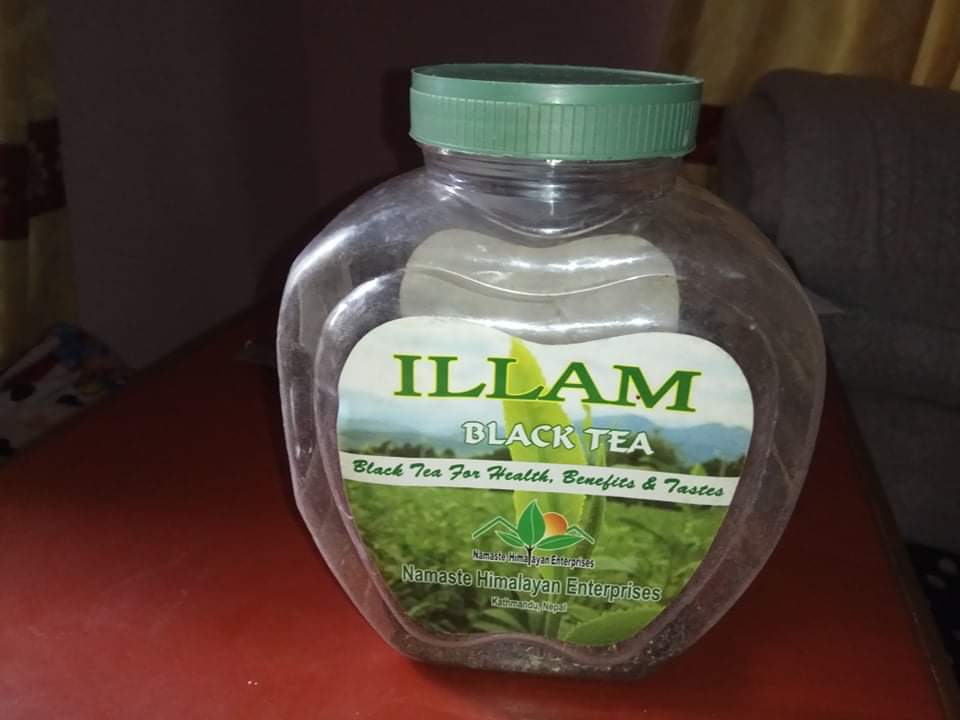 ILLAM
BLACK TEA
Black Tea For Health, Benefits & Tastes
Namaste Himalayan Enterprises
Namaste Himalayan Enterprises
Kathmandu, Nepal